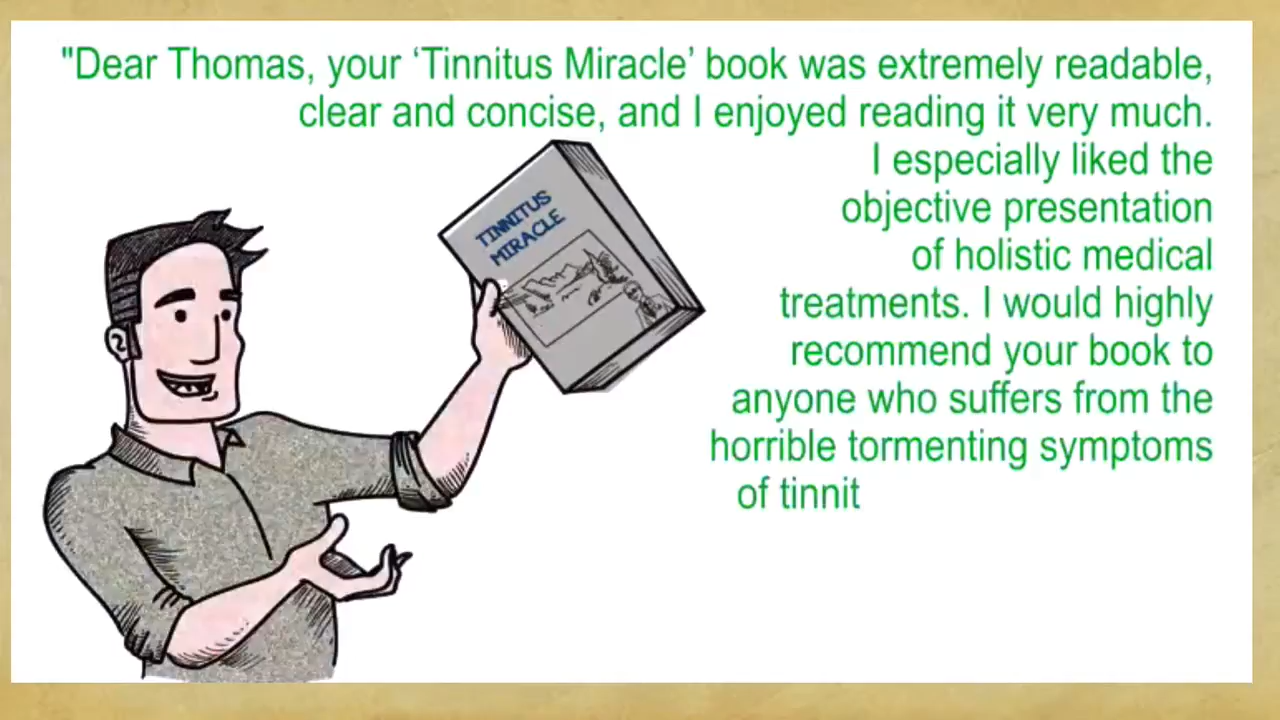 "Dear Thomas, your ‘Tinnitus Miracle’ book was extremely readable,
clear and concise, and I enjoyed reading it very much.
I especially liked the
objective presentation
of holistic medical
treatments. I would highly
recommend your book to
anyone who suffers from the
horrible tormenting symptoms
of tinnit
TINNITUS
MIRACLE